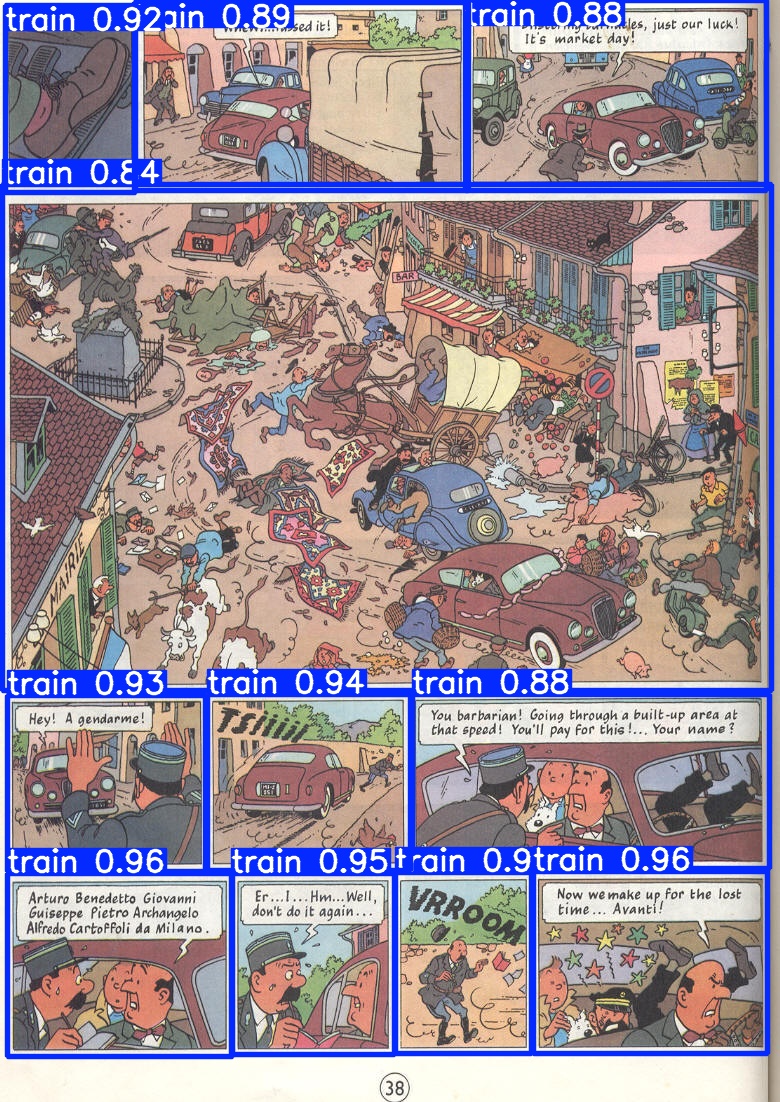 train 0.92
ain 0.89
train 0.88
sed it!
les, just our luck!
It's market day!
train 0.84
BAR
MAIRIE
train 0.93
train 0.94
train 0.88
Hey! A gendarme!
TSIIIII
You barbarian! Going through a built-up area at
that speed! You'll pay for this!... Your name?
train 0.96
train 0.95
train 0.9
train 0.96
Arturo Benedetto Giovanni
Guiseppe Pietro Archangelo
Alfredo Cartoffoli da Milano.
Er...I...Hm...Well,
don't do it again...
VRROOM
Now we make up for the lost
time... Avanti!
38